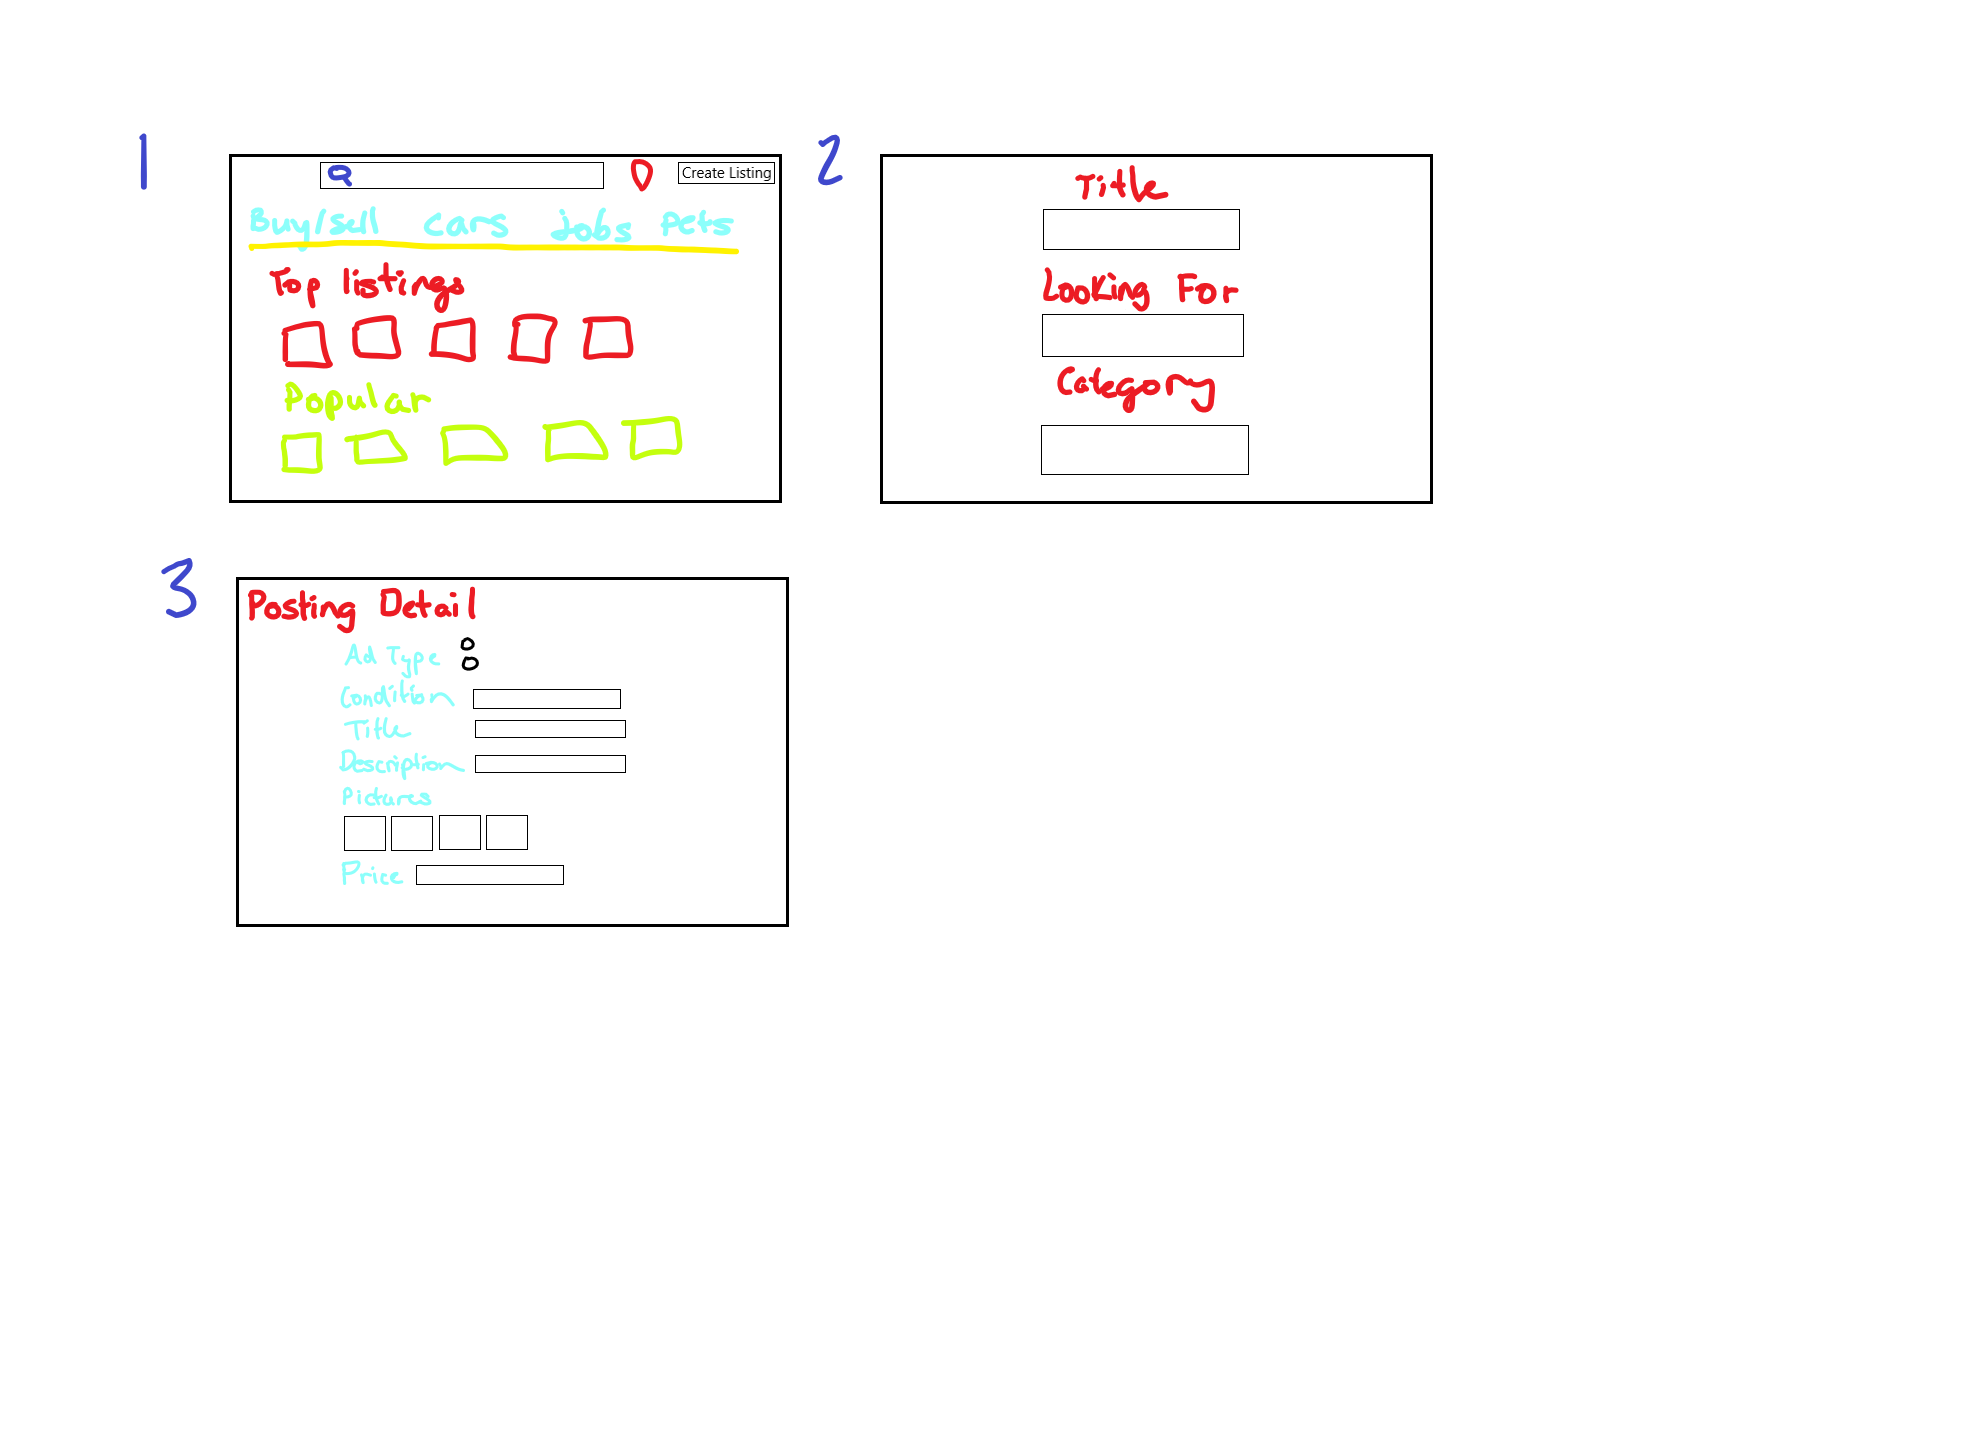 1
Create Listing
Buy/sell cars jobs Pets
Top listings
Popular
2
Title
Looking For
Category
3
Posting Detail
Ad Type
Condition
Title
Description
Pictures
Price